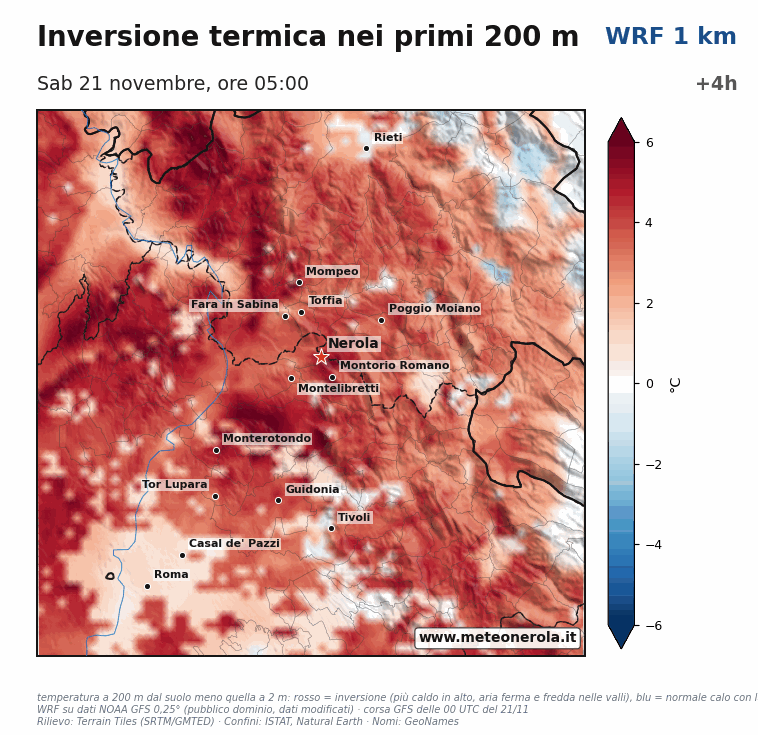 Inversione termica nei primi 200 m
WRF 1 km
Sab 21 novembre, ore 05:00
+4h
Rieti
Mompeo
Toffia
Fara in Sabina
Poggio Moiano
Nerola
Montorio Romano
Montelibretti
Monterotondo
Tor Lupara
Guidonia
Tivoli
Casal de' Pazzi
Roma
www.meteonerola.it
6
4
2
0
−2
−4
−6
°C
temperatura a 200 m dal suolo meno quella a 2 m: rosso = inversione (più caldo in alto, aria ferma e fredda nelle valli), blu = normale calo con
WRF su dati NOAA GFS 0,25° (pubblico dominio, dati modificati) · corsa GFS delle 00 UTC del 21/11
Rilievo: Terrain Tiles (SRTM/GMTED) · Confini: ISTAT, Natural Earth · Nomi: GeoNames